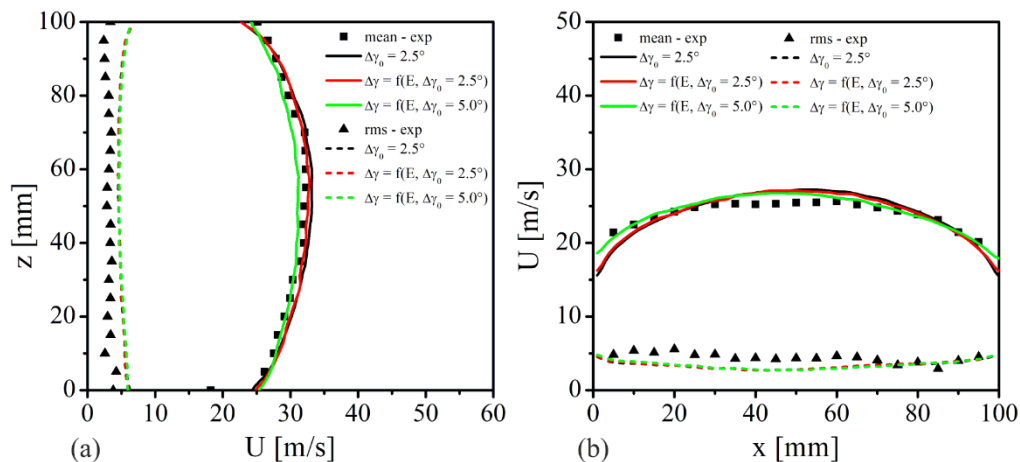 mean - exp
Δγ₀ = 2.5°
Δγ = f(E, Δγ₀ = 2.5°)
Δγ = f(E, Δγ₀ = 5.0°)
rms - exp
Δγ₀ = 2.5°
Δγ = f(E, Δγ₀ = 2.5°)
Δγ = f(E, Δγ₀ = 5.0°)
100
80
60
40
20
0
z [mm]
0 10 20 30 40 50 60
(a) U [m/s]
mean - exp rms - exp
Δγ₀ = 2.5° Δγ₀ = 2.5°
Δγ = f(E, Δγ₀ = 2.5°) Δγ = f(E, Δγ₀ = 2.5°)
Δγ = f(E, Δγ₀ = 5.0°) Δγ = f(E, Δγ₀ = 5.0°)
50
40
30
20
10
0
U [m/s]
0 20 40 60 80 100
(b) x [mm]